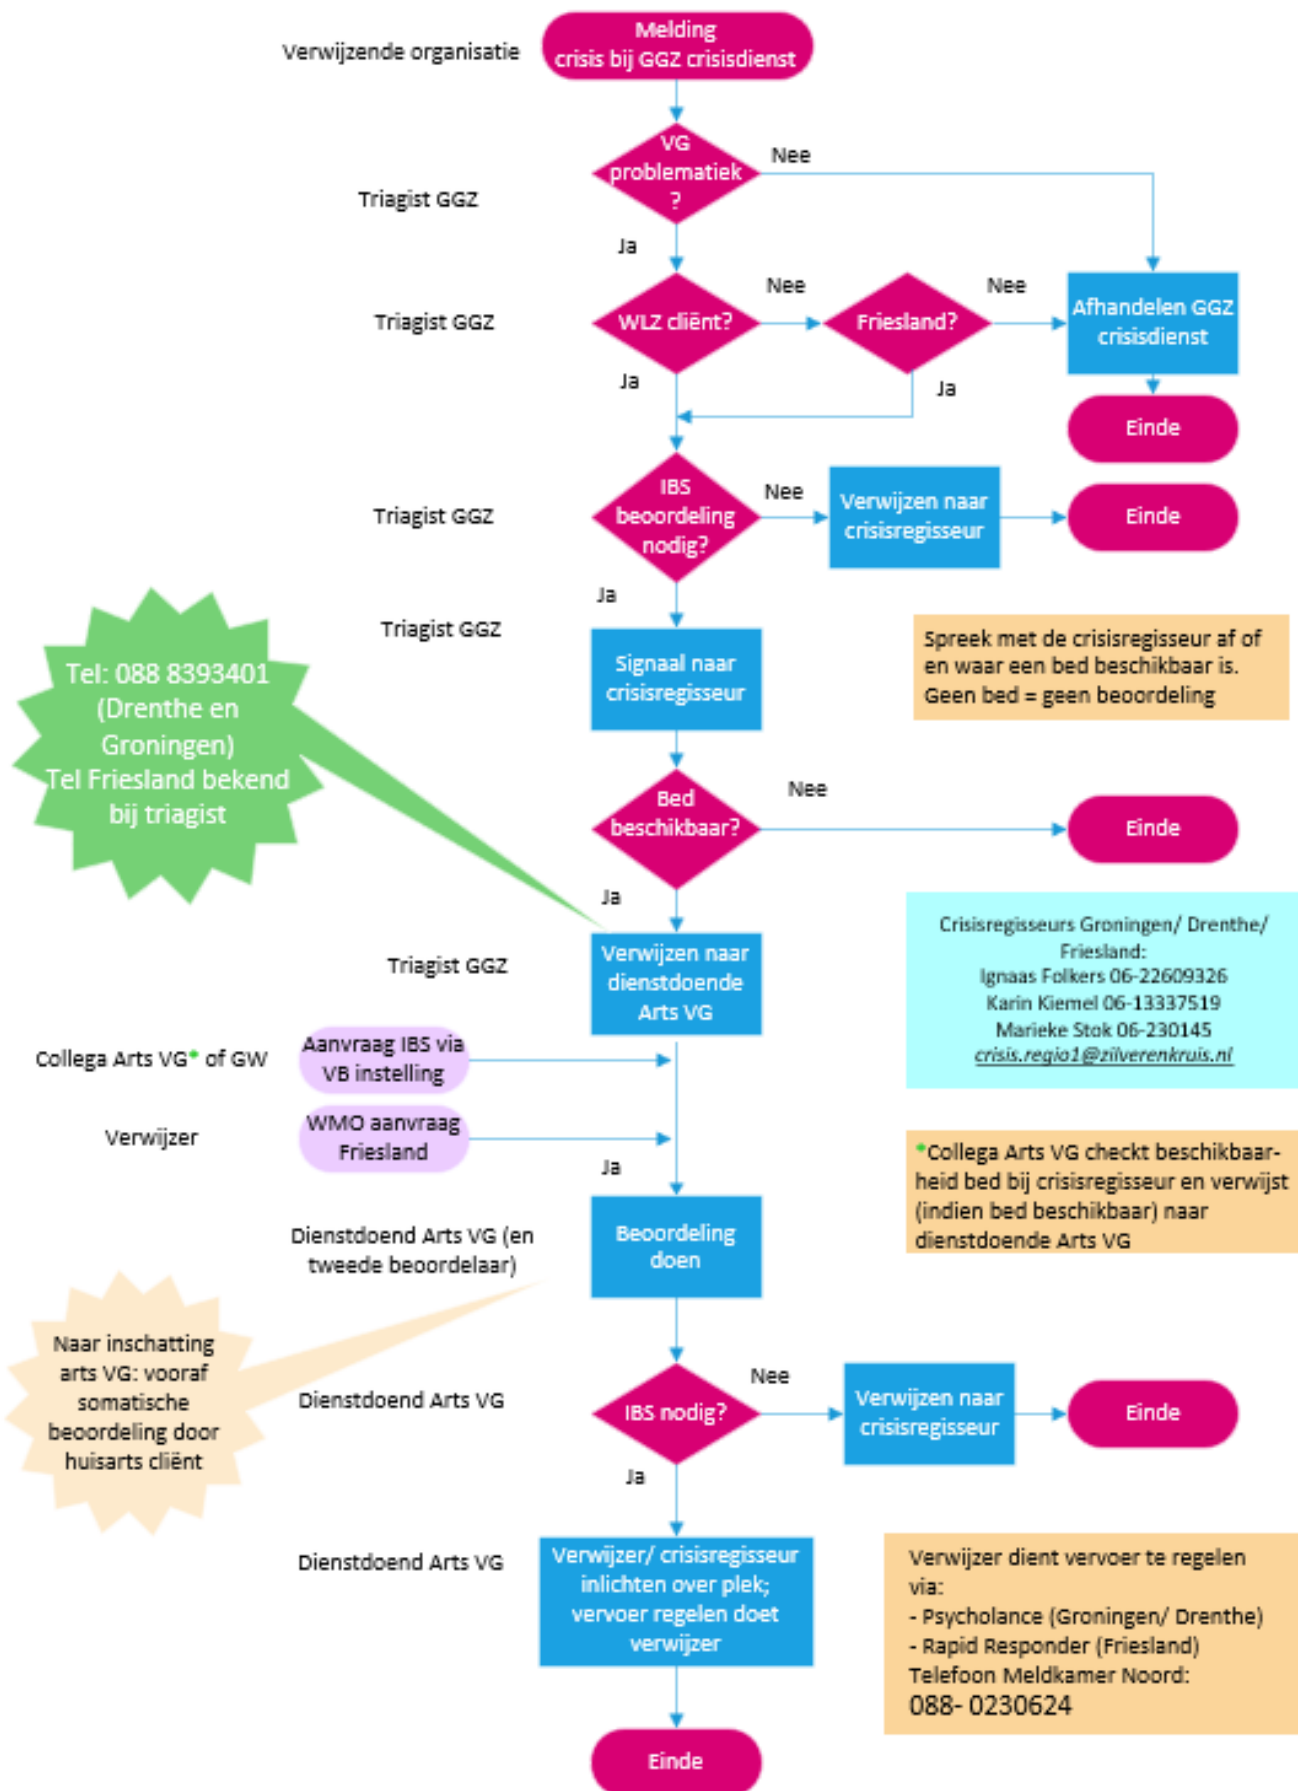 Melding
crisis bij GGZ crisisdienst
Verwijzende organisatie
VG
problematiek
?
Nee
Triagist GGZ
Ja
Triagist GGZ
WLZ cliënt?
Nee
Friesland?
Nee
Afhandelen GGZ
crisisdienst
Ja
Ja
Einde
Triagist GGZ
IBS
beoordeling
nodig?
Nee
Verwijzen naar
crisisregisseur
Einde
Ja
Triagist GGZ
Signaal naar
crisisregisseur
Spreek met de crisisregisseur af of
en waar een bed beschikbaar is.
Geen bed = geen beoordeling
Tel: 088 8393401
(Drenthe en
Groningen)
Tel Friesland bekend
bij triagist
Bed
beschikbaar?
Nee
Einde
Ja
Triagist GGZ
Verwijzen naar
dienstdoende
Arts VG
Crisisregisseurs Groningen/ Drenthe/
Friesland:
Ignaas Folkers 06-22609326
Karin Kiemel 06-13337519
Marieke Stok 06-230145
crisis.regio1@zilverenkruis.nl
Collega Arts VG* of GW
Aanvraag IBS via
VB instelling
Verwijzer
WMO aanvraag
Friesland
Ja
*Collega Arts VG checkt beschikbaar-
heid bed bij crisisregisseur en verwijst
(indien bed beschikbaar) naar
dienstdoende Arts VG
Dienstdoend Arts VG (en
tweede beoordelaar)
Beoordeling
doen
Naar inschatting
arts VG: vooraf
somatische
beoordeling door
huisarts cliënt
Dienstdoend Arts VG
IBS nodig?
Nee
Verwijzen naar
crisisregisseur
Einde
Ja
Dienstdoend Arts VG
Verwijzer/ crisisregisseur
inlichten over plek;
vervoer regelen doet
verwijzer
Verwijzer dient vervoer te regelen
via:
- Psycholance (Groningen/ Drenthe)
- Rapid Responder (Friesland)
Telefoon Meldkamer Noord:
088- 0230624
Einde